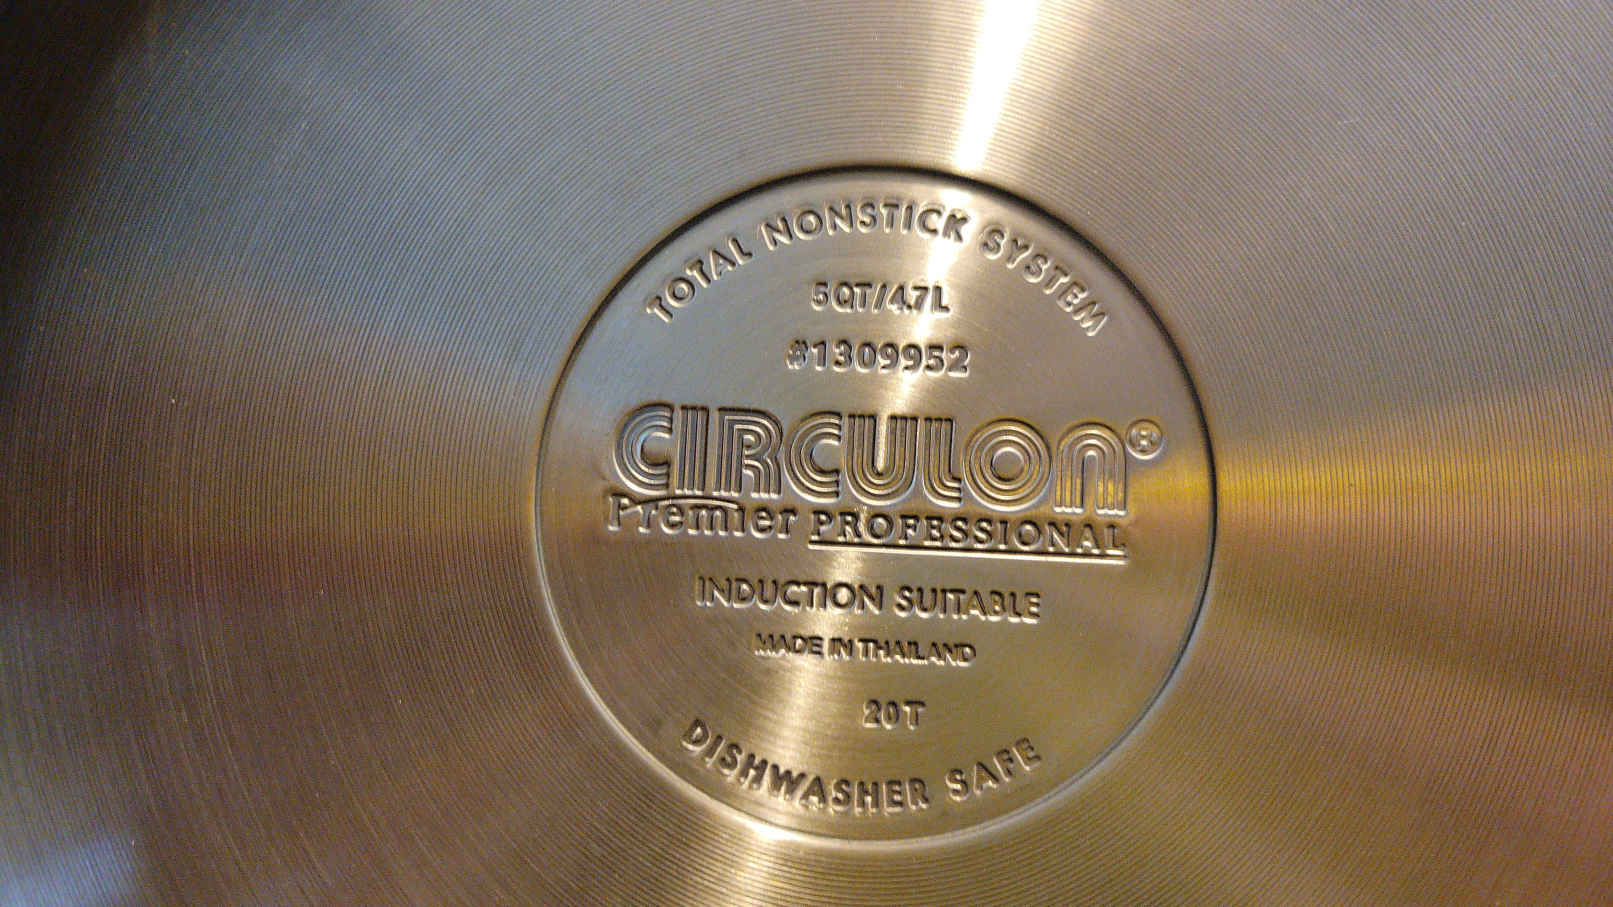 TOTAL NONSTICK SYSTEM
5QT/4.7L
#1309952
CIRCULON®
Premier PROFESSIONAL
INDUCTION SUITABLE
MADE IN THAILAND
20T
DISHWASHER SAFE